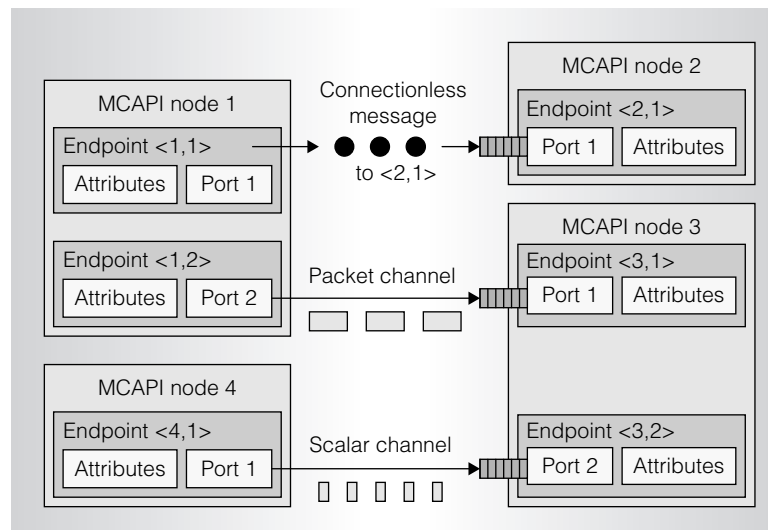 MCAPI node 1
Endpoint <1,1>
Attributes
Port 1
Endpoint <1,2>
Attributes
Port 2
MCAPI node 4
Endpoint <4,1>
Attributes
Port 1
Connectionless
message
to <2,1>
Packet channel
Scalar channel
MCAPI node 2
Endpoint <2,1>
Port 1
Attributes
MCAPI node 3
Endpoint <3,1>
Port 1
Attributes
Endpoint <3,2>
Port 2
Attributes